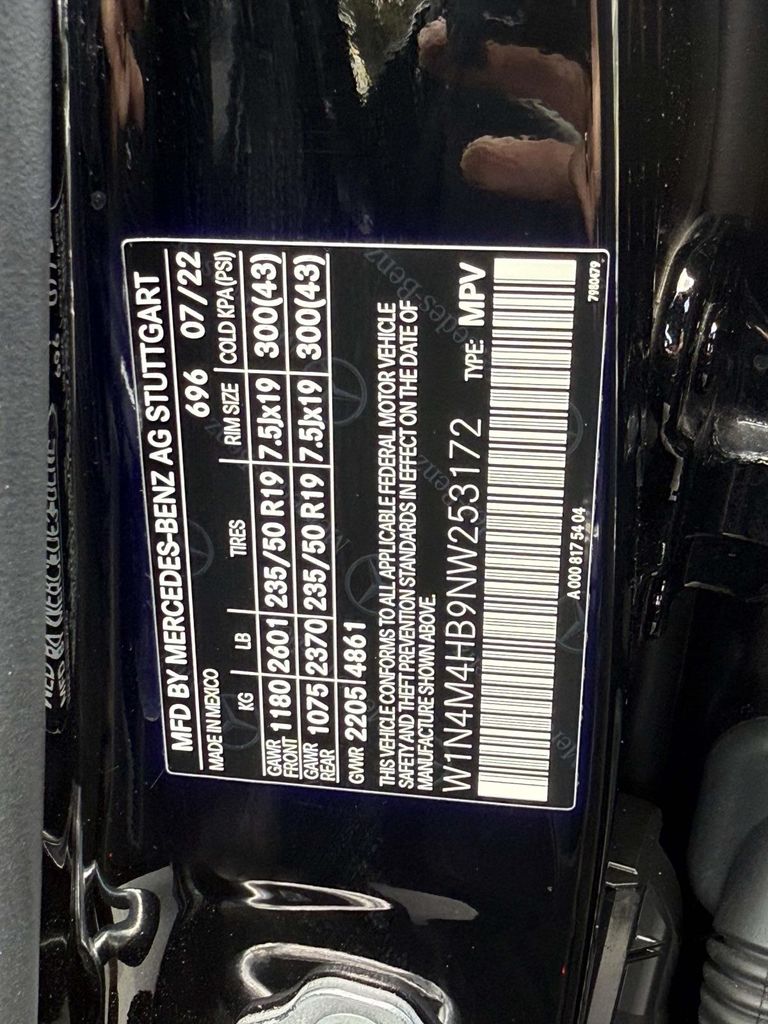 MFD BY MERCEDES-BENZ AG STUTTGART
MADE IN MEXICO 696 07/22
KG LB TIRES RIM SIZE COLD KPA (PSI)
GAWR FRONT 1180 2601 235/50 R19 7.5Jx19 300(43)
GAWR REAR 1075 2370 235/50 R19 7.5Jx19 300(43)
GVWR 2205 4861
THIS VEHICLE CONFORMS TO ALL APPLICABLE FEDERAL MOTOR VEHICLE
SAFETY AND THEFT PREVENTION STANDARDS IN EFFECT ON THE DATE OF
MANUFACTURE SHOWN ABOVE.
W1N4M4HB9NW253172 TYPE: MPV
A 000 817 54 04
7980479